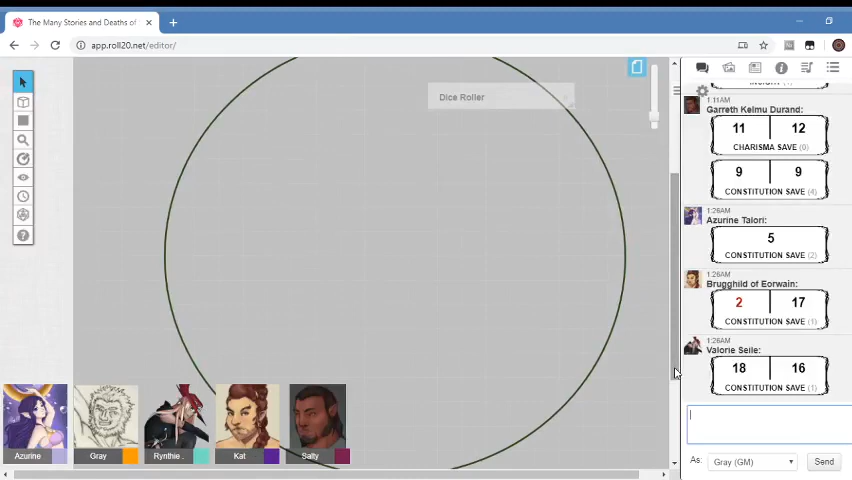 The Many Stories and Deaths of
app.roll20.net/editor/
Dice Roller
1:11AM
Garreth Kelmu Durand:
11 12
CHARISMA SAVE (0)
9 9
CONSTITUTION SAVE (4)
1:26AM
Azurine Talori:
5
CONSTITUTION SAVE (2)
1:26AM
Brugghild of Eorwain:
2 17
CONSTITUTION SAVE (1)
1:26AM
Valorie Seile:
18 16
CONSTITUTION SAVE (1)
Azurine
Gray
Rynthie .
Kat
Salty
As:
Gray (GM)
Send